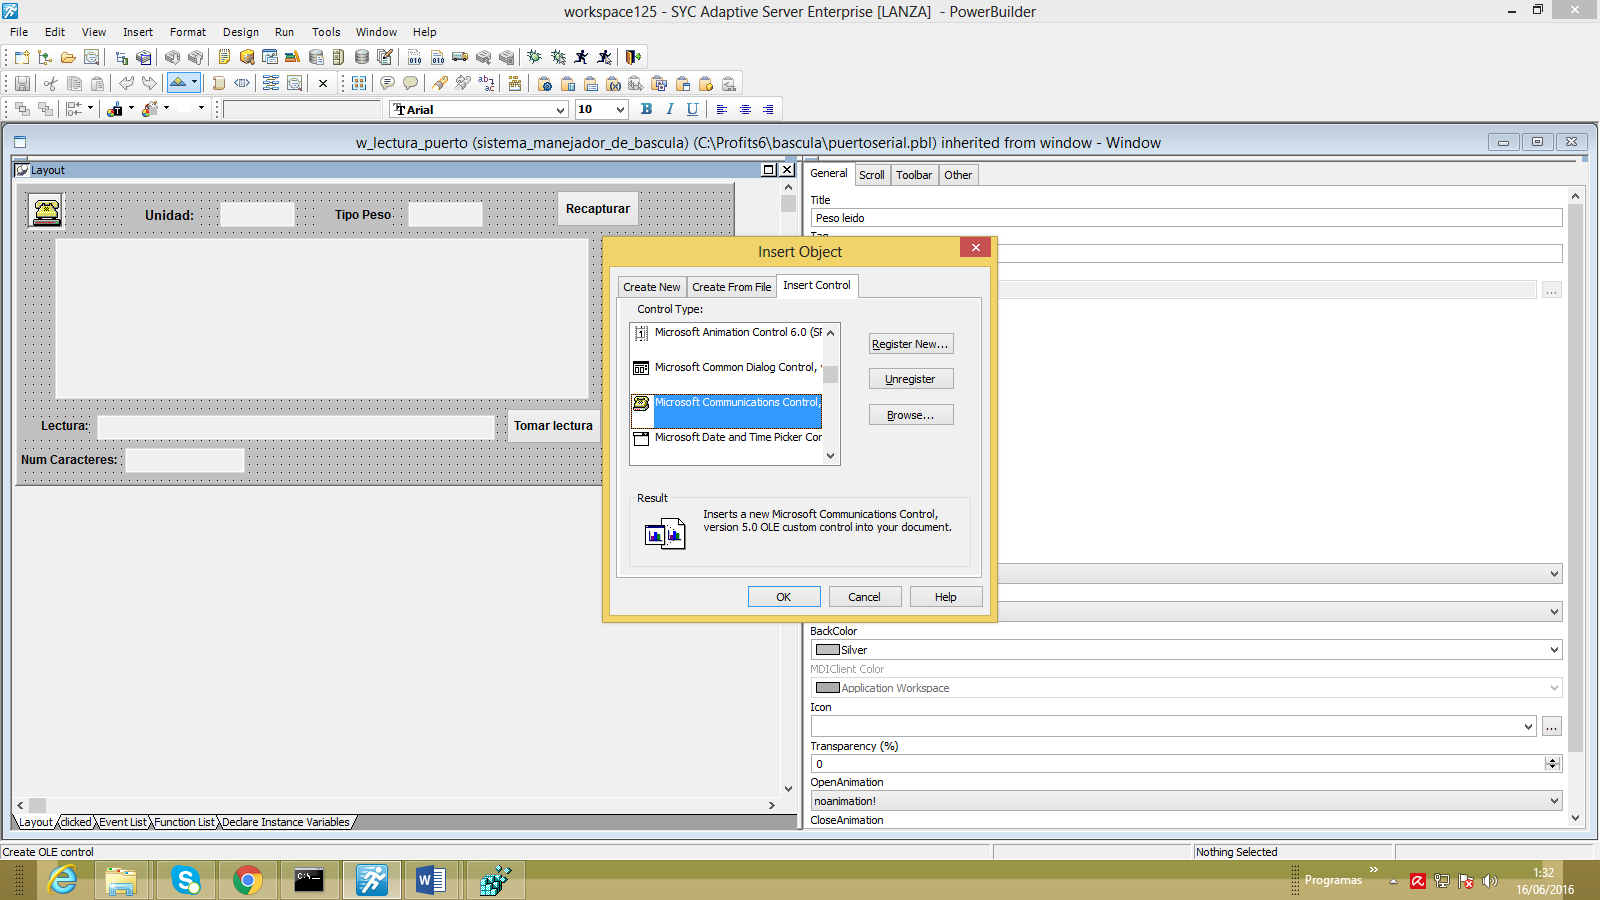 workspace125 - SYC Adaptive Server Enterprise [LANZA]  - PowerBuilder
File Edit View Insert Format Design Run Tools Window Help
Arial 10 B I U
w_lectura_puerto (sistema_manejador_de_bascula) (C:\Profits6\bascula\puertoserial.pbl) inherited from window - Window
Layout
Unidad: Tipo Peso Recapturar
Lectura: Tomar lectura
Num Caracteres:
General Scroll Toolbar Other
Title
Peso leido
Insert Object
Create New Create From File Insert Control
Control Type:
Microsoft Animation Control 6.0 (SP
Microsoft Common Dialog Control,
Microsoft Communications Control,
Microsoft Date and Time Picker Cor
Register New...
Unregister
Browse...
Result
Inserts a new Microsoft Communications Control,
version 5.0 OLE custom control into your document.
OK Cancel Help
BackColor
Silver
MDIClient Color
Application Workspace
Icon
Transparency (%)
0
OpenAnimation
noanimation!
CloseAnimation
Layout clicked Event List Function List Declare Instance Variables
Create OLE control Nothing Selected
Programas 1:32
16/06/2016